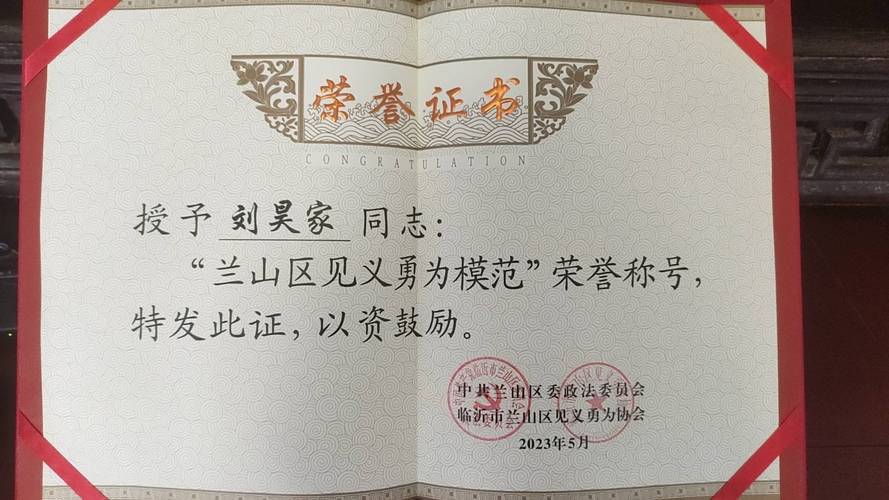 荣誉证书
CONGRATULATION
授予 刘昊家 同志：
“兰山区见义勇为模范”荣誉称号，
特发此证，以资鼓励。
中共兰山区委政法委员会
临沂市兰山区见义勇为协会
2023年5月